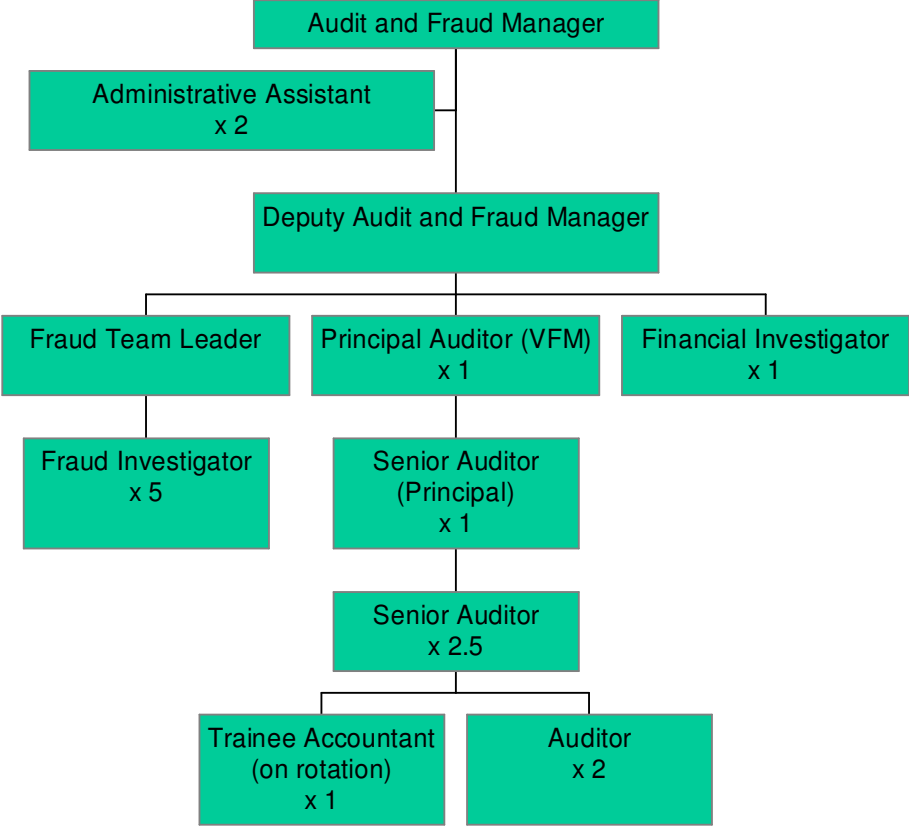 Audit and Fraud Manager
Administrative Assistant
x 2
Deputy Audit and Fraud Manager
Fraud Team Leader
Principal Auditor (VFM)
x 1
Financial Investigator
x 1
Fraud Investigator
x 5
Senior Auditor
(Principal)
x 1
Senior Auditor
x 2.5
Trainee Accountant
(on rotation)
x 1
Auditor
x 2